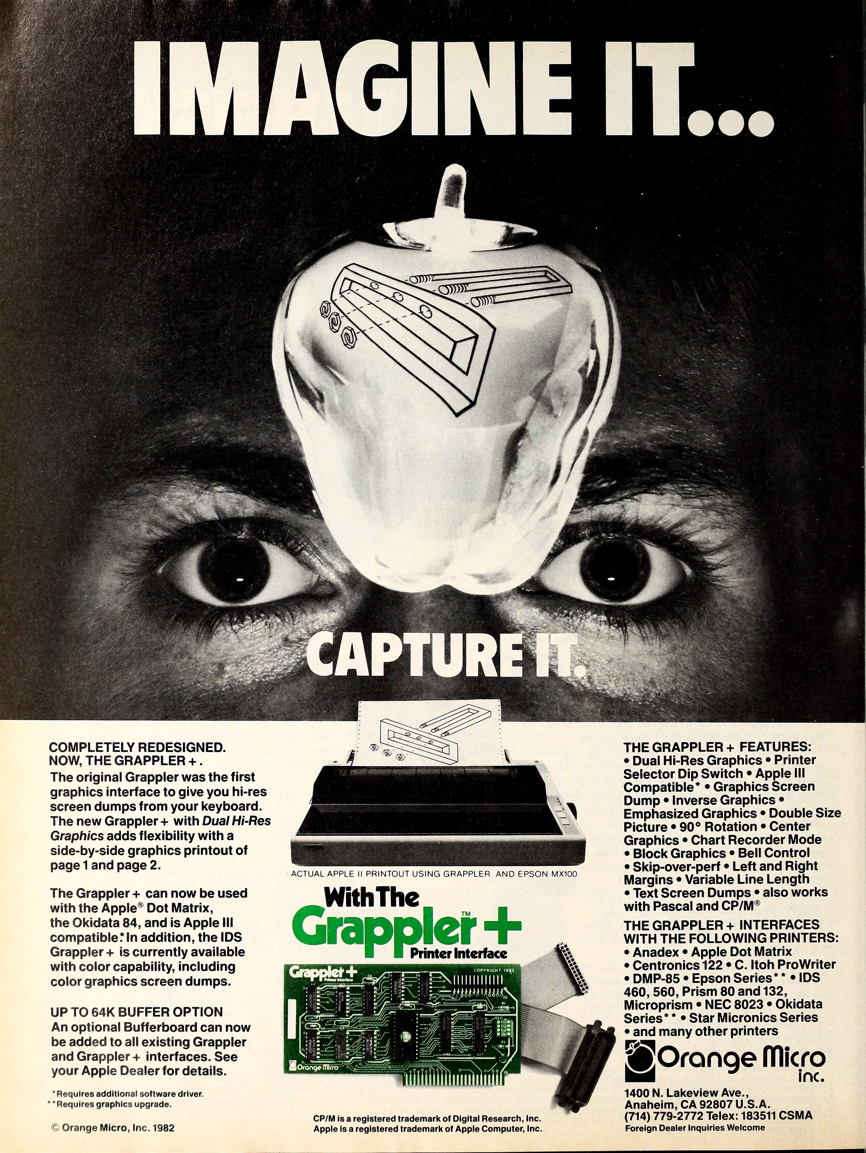 IMAGINE IT...
CAPTURE IT.
COMPLETELY REDESIGNED.
NOW, THE GRAPPLER +.
The original Grappler was the first
graphics interface to give you hi-res
screen dumps from your keyboard.
The new Grappler + with Dual Hi-Res
Graphics adds flexibility with a
side-by-side graphics printout of
page 1 and page 2.
The Grappler + can now be used
with the Apple® Dot Matrix,
the Okidata 84, and is Apple III
compatible.* In addition, the IDS
Grappler + is currently available
with color capability, including
color graphics screen dumps.
UP TO 64K BUFFER OPTION
An optional Bufferboard can now
be added to all existing Grappler
and Grappler + interfaces. See
your Apple Dealer for details.
*Requires additional software driver.
**Requires graphics upgrade.
© Orange Micro, Inc. 1982
ACTUAL APPLE II PRINTOUT USING GRAPPLER AND EPSON MX100
With The
Grappler +™
Printer Interface
Grappler +
Printer Interface
COPYRIGHT 1982
Orange Micro
CP/M is a registered trademark of Digital Research, Inc.
Apple is a registered trademark of Apple Computer, Inc.
THE GRAPPLER + FEATURES:
• Dual Hi-Res Graphics • Printer
Selector Dip Switch • Apple III
Compatible* • Graphics Screen
Dump • Inverse Graphics •
Emphasized Graphics • Double Size
Picture • 90° Rotation • Center
Graphics • Chart Recorder Mode
• Block Graphics • Bell Control
• Skip-over-perf • Left and Right
Margins • Variable Line Length
• Text Screen Dumps • also works
with Pascal and CP/M®
THE GRAPPLER + INTERFACES
WITH THE FOLLOWING PRINTERS:
• Anadex • Apple Dot Matrix
• Centronics 122 • C. Itoh ProWriter
• DMP-85 • Epson Series** • IDS
460, 560, Prism 80 and 132,
Microprism • NEC 8023 • Okidata
Series** • Star Micronics Series
• and many other printers
Orange Micro
inc.
1400 N. Lakeview Ave.,
Anaheim, CA 92807 U.S.A.
(714) 779-2772 Telex: 183511 CSMA
Foreign Dealer Inquiries Welcome